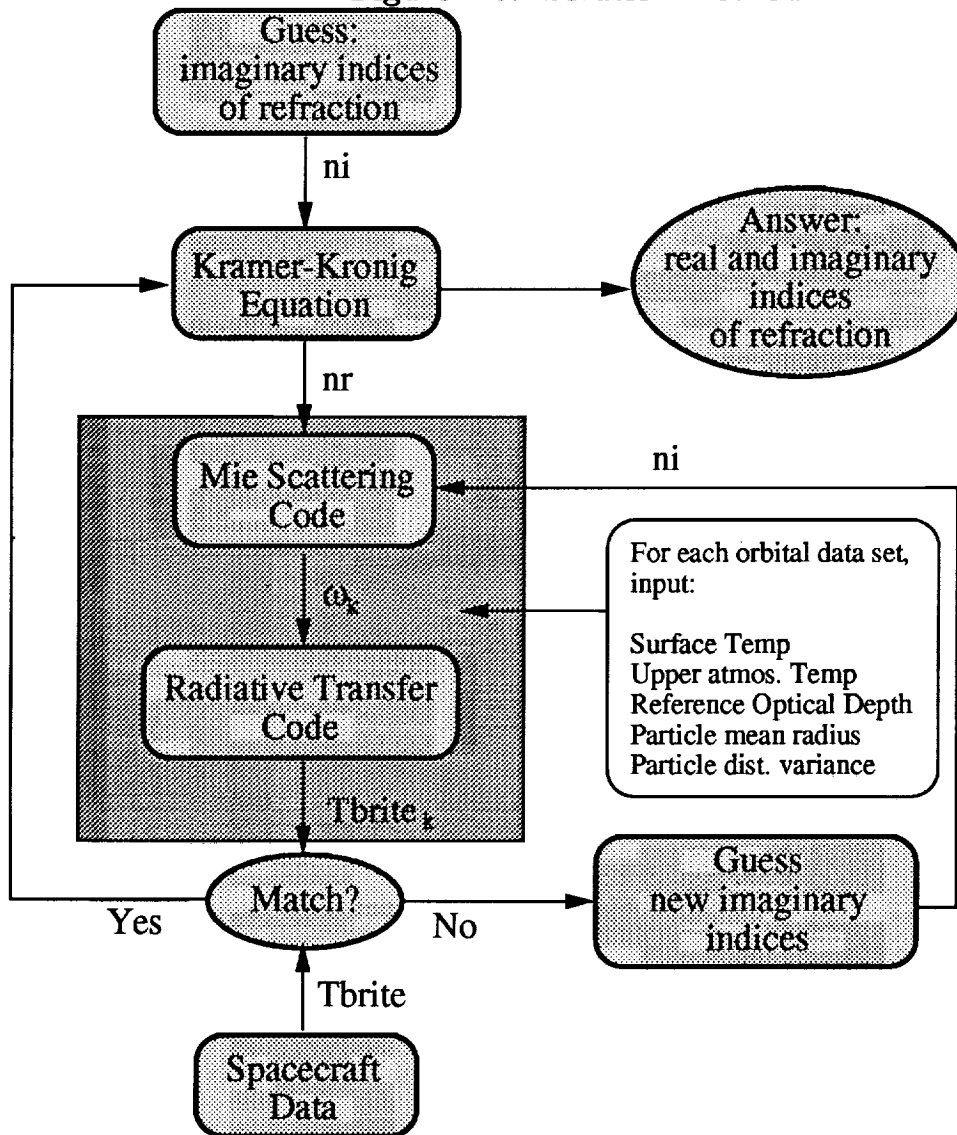 Guess:
imaginary indices
of refraction
ni
Kramer-Kronig
Equation
Answer:
real and imaginary
indices
of refraction
nr
Mie Scattering
Code
ni
ωk
For each orbital data set,
input:
Surface Temp
Upper atmos. Temp
Reference Optical Depth
Particle mean radius
Particle dist. variance
Radiative Transfer
Code
Tbrite k
Match?
Yes
No
Guess
new imaginary
indices
Tbrite
Spacecraft
Data